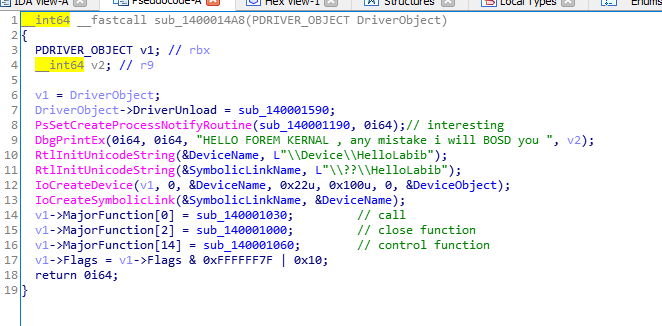 IDA View-A Pseudocode-A Hex View-1 Structures Local Types Enums
1 __int64 __fastcall sub_1400014A8(PDRIVER_OBJECT DriverObject)
2 {
3 PDRIVER_OBJECT v1; // rbx
4 __int64 v2; // r9
5
6 v1 = DriverObject;
7 DriverObject->DriverUnload = sub_140001590;
8 PsSetCreateProcessNotifyRoutine(sub_140001190, 0i64);// interesting
9 DbgPrintEx(0i64, 0i64, "HELLO FOREM KERNAL , any mistake i will BOSD you ", v2);
10 RtlInitUnicodeString(&DeviceName, L"\\Device\\HelloLabib");
11 RtlInitUnicodeString(&SymbolicLinkName, L"\\??\\HelloLabib");
12 IoCreateDevice(v1, 0, &DeviceName, 0x22u, 0x100u, 0, &DeviceObject);
13 IoCreateSymbolicLink(&SymbolicLinkName, &DeviceName);
14 v1->MajorFunction[0] = sub_140001030; // call
15 v1->MajorFunction[2] = sub_140001000; // close function
16 v1->MajorFunction[14] = sub_140001060; // control function
17 v1->Flags = v1->Flags & 0xFFFFFF7F | 0x10;
18 return 0i64;
19 }